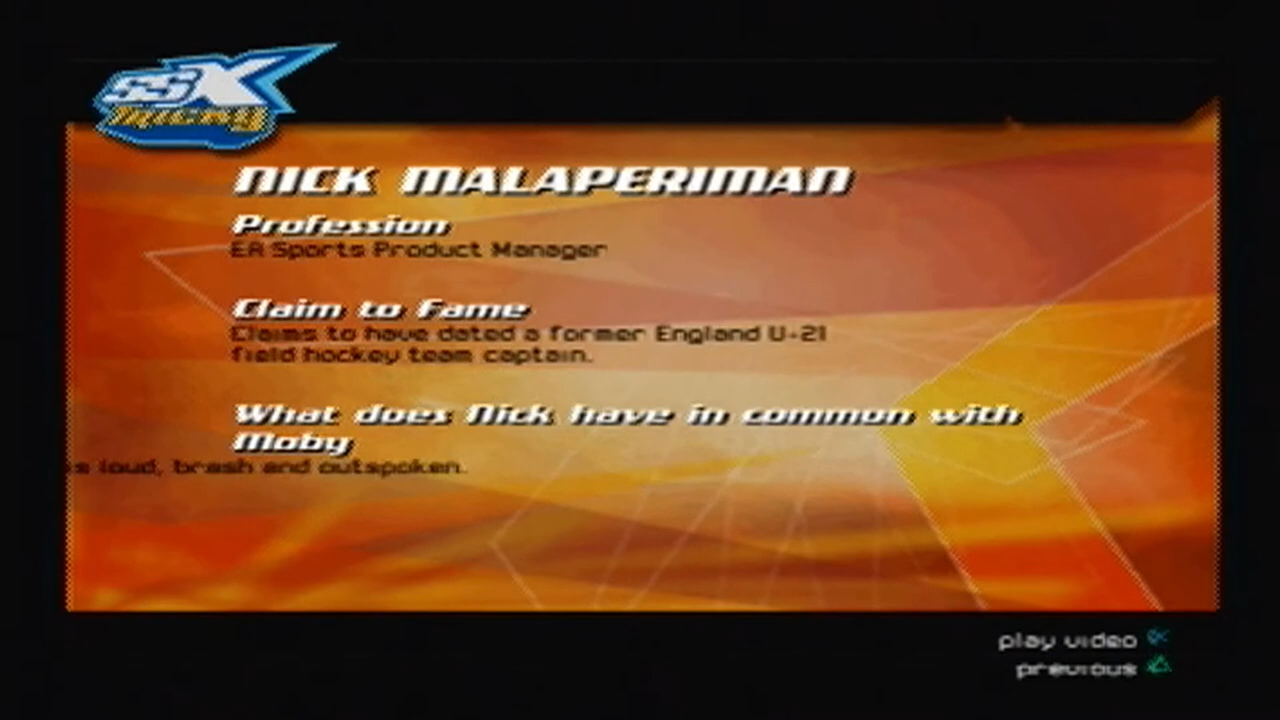 SSX
TRICKY
NICK MALAPERIMAN
Profession
EA Sports Product Manager
Claim to Fame
Claims to have dated a former England U-21
field hockey team captain.
What does Nick have in common with
Moby
s loud, brash and outspoken.
play video
previous